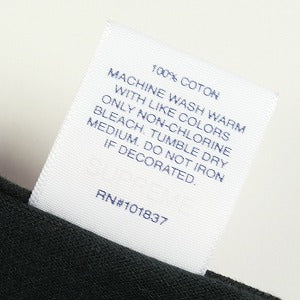 100% COTON
MACHINE WASH WARM
WITH LIKE COLORS
ONLY NON-CHLORINE
BLEACH. TUMBLE DRY
MEDIUM. DO NOT IRON
IF DECORATED.
RN#101837